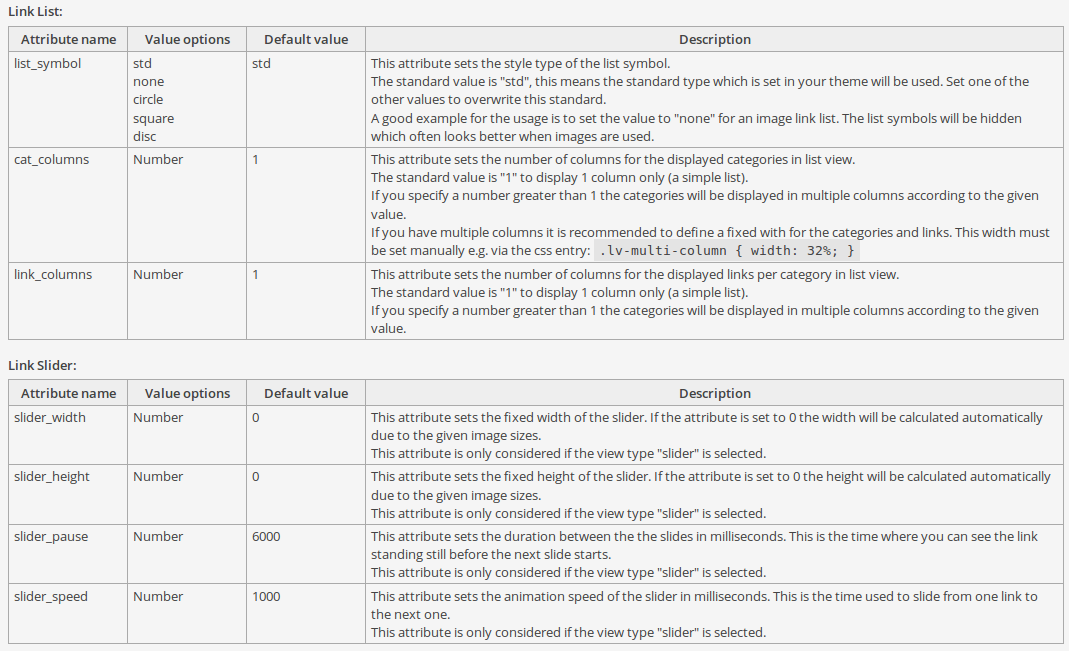 Link List:
Attribute name Value options Default value Description
list_symbol std std This attribute sets the style type of the list symbol.
none The standard value is "std", this means the standard type which is set in your theme will be used. Set one of the
circle other values to overwrite this standard.
square A good example for the usage is to set the value to "none" for an image link list. The list symbols will be hidden
disc which often looks better when images are used.
cat_columns Number 1 This attribute sets the number of columns for the displayed categories in list view.
The standard value is "1" to display 1 column only (a simple list).
If you specify a number greater than 1 the categories will be displayed in multiple columns according to the given
value.
If you have multiple columns it is recommended to define a fixed with for the categories and links. This width must
be set manually e.g. via the css entry: .lv-multi-column { width: 32%; }
link_columns Number 1 This attribute sets the number of columns for the displayed links per category in list view.
The standard value is "1" to display 1 column only (a simple list).
If you specify a number greater than 1 the categories will be displayed in multiple columns according to the given
value.
Link Slider:
Attribute name Value options Default value Description
slider_width Number 0 This attribute sets the fixed width of the slider. If the attribute is set to 0 the width will be calculated automatically
due to the given image sizes.
This attribute is only considered if the view type "slider" is selected.
slider_height Number 0 This attribute sets the fixed height of the slider. If the attribute is set to 0 the height will be calculated automatically
due to the given image sizes.
This attribute is only considered if the view type "slider" is selected.
slider_pause Number 6000 This attribute sets the duration between the the slides in milliseconds. This is the time where you can see the link
standing still before the next slide starts.
This attribute is only considered if the view type "slider" is selected.
slider_speed Number 1000 This attribute sets the animation speed of the slider in milliseconds. This is the time used to slide from one link to
the next one.
This attribute is only considered if the view type "slider" is selected.